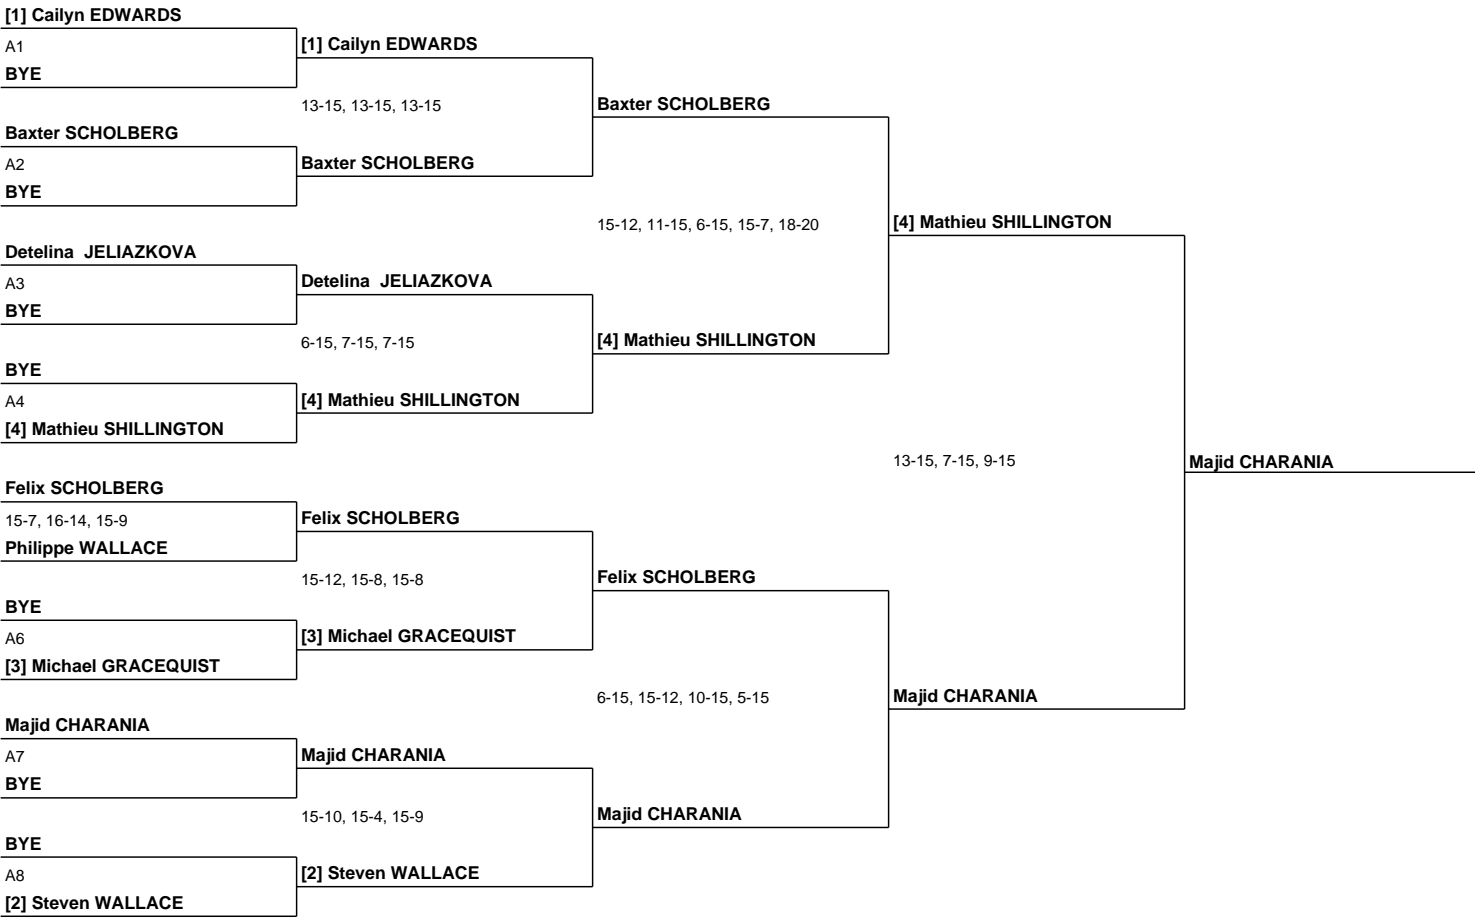 [1] Cailyn EDWARDS
A1
BYE
Baxter SCHOLBERG
A2
BYE
Detelina  JELIAZKOVA
A3
BYE
BYE
A4
[4] Mathieu SHILLINGTON
Felix SCHOLBERG
15-7, 16-14, 15-9
Philippe WALLACE
BYE
A6
[3] Michael GRACEQUIST
Majid CHARANIA
A7
BYE
BYE
A8
[2] Steven WALLACE
[1] Cailyn EDWARDS
13-15, 13-15, 13-15
Baxter SCHOLBERG
Detelina  JELIAZKOVA
6-15, 7-15, 7-15
[4] Mathieu SHILLINGTON
Felix SCHOLBERG
15-12, 15-8, 15-8
[3] Michael GRACEQUIST
Majid CHARANIA
15-10, 15-4, 15-9
[2] Steven WALLACE
Baxter SCHOLBERG
15-12, 11-15, 6-15, 15-7, 18-20
[4] Mathieu SHILLINGTON
Felix SCHOLBERG
6-15, 15-12, 10-15, 5-15
Majid CHARANIA
[4] Mathieu SHILLINGTON
13-15, 7-15, 9-15
Majid CHARANIA
Majid CHARANIA